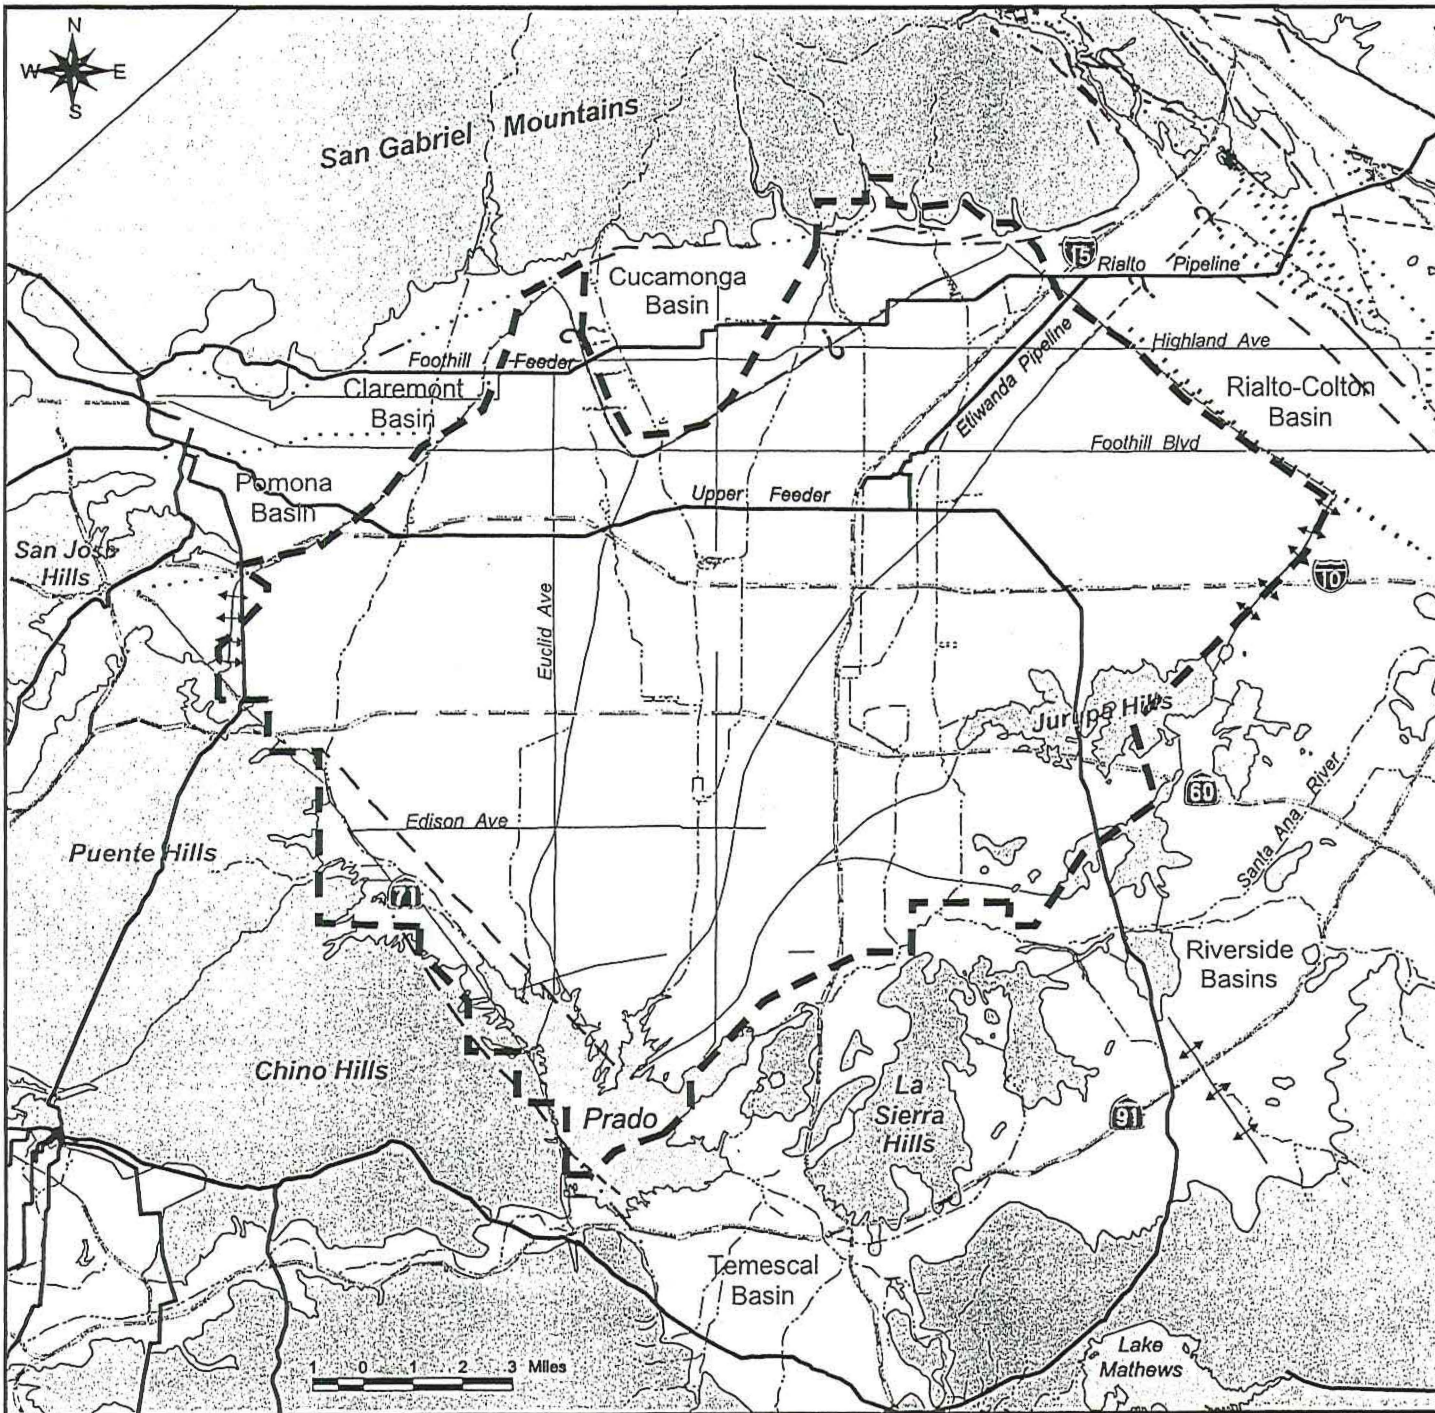 N
W E
S
San Gabriel Mountains
15
Rialto Pipeline
Cucamonga
Basin
Highland Ave
Foothill Feeder
Etiwanda Pipeline
Claremont
Basin
Rialto-Colton
Basin
Foothill Blvd
Pomona
Basin
Upper Feeder
San Jose
Hills
10
Euclid Ave
Jurupa Hills
60
Santa Ana River
Edison Ave
Puente Hills
71
Riverside
Basins
Chino Hills
Prado
La
Sierra
Hills
91
Temescal
Basin
Lake
Mathews
1 0 1 2 3 Miles